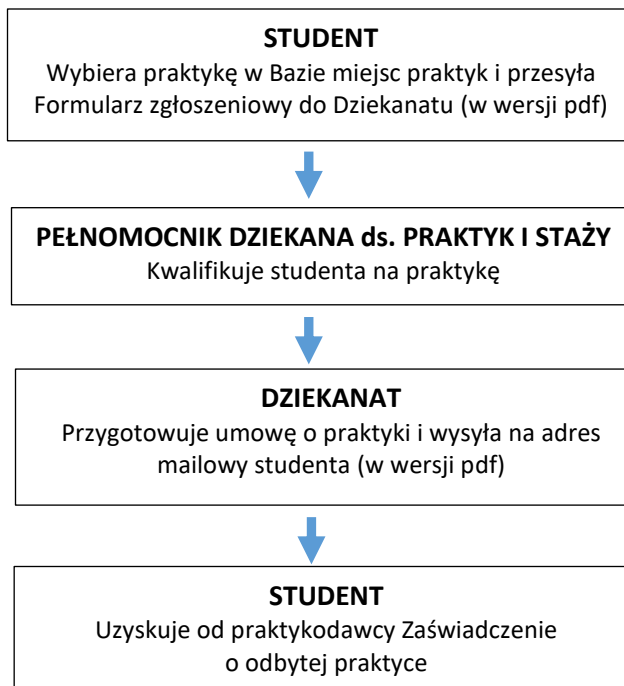 STUDENT
Wybiera praktykę w Bazie miejsc praktyk i przesyła
Formularz zgłoszeniowy do Dziekanatu (w wersji pdf)
PEŁNOMOCNIK DZIEKANA ds. PRAKTYK I STAŻY
Kwalifikuje studenta na praktykę
DZIEKANAT
Przygotowuje umowę o praktyki i wysyła na adres
mailowy studenta (w wersji pdf)
STUDENT
Uzyskuje od praktykodawcy Zaświadczenie
o odbytej praktyce